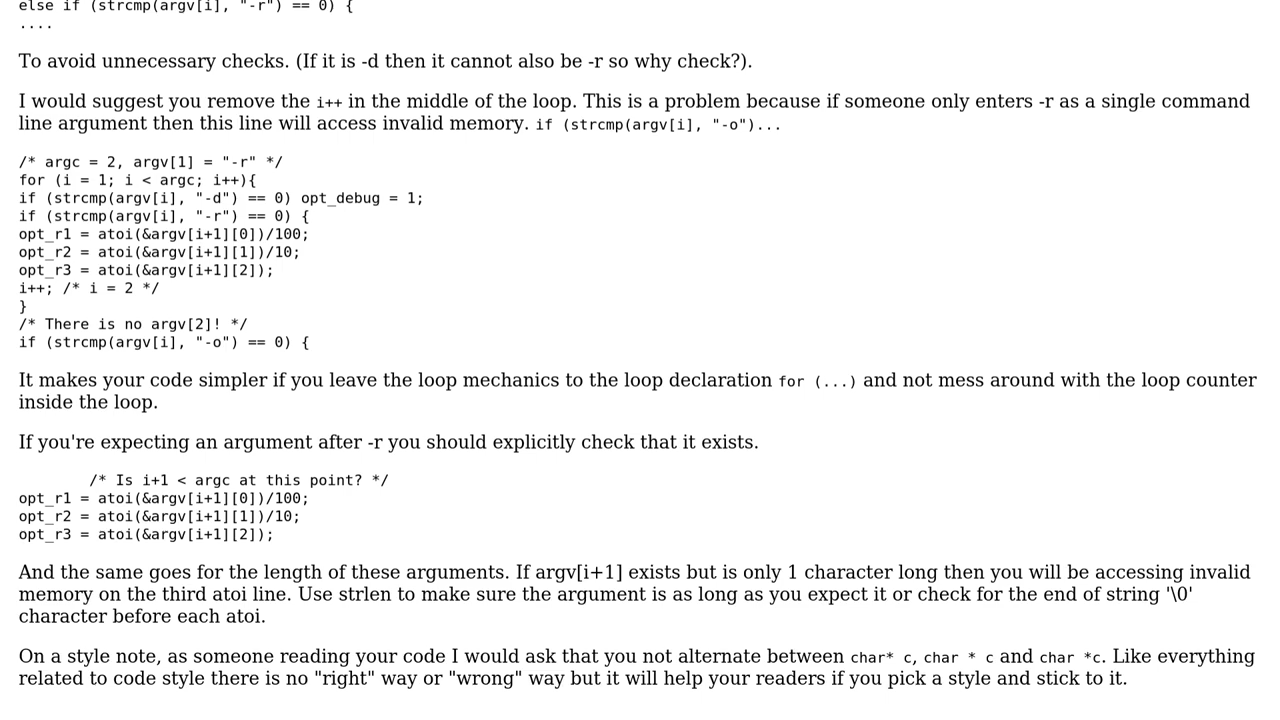 else if (strcmp(argv[i], "-r") == 0) {
....
To avoid unnecessary checks. (If it is -d then it cannot also be -r so why check?).
I would suggest you remove the i++ in the middle of the loop. This is a problem because if someone only enters -r as a single command
line argument then this line will access invalid memory. if (strcmp(argv[i], "-o")...
/* argc = 2, argv[1] = "-r" */
for (i = 1; i < argc; i++){
if (strcmp(argv[i], "-d") == 0) opt_debug = 1;
if (strcmp(argv[i], "-r") == 0) {
opt_r1 = atoi(&argv[i+1][0])/100;
opt_r2 = atoi(&argv[i+1][1])/10;
opt_r3 = atoi(&argv[i+1][2]);
i++; /* i = 2 */
}
/* There is no argv[2]! */
if (strcmp(argv[i], "-o") == 0) {
It makes your code simpler if you leave the loop mechanics to the loop declaration for (...) and not mess around with the loop counter
inside the loop.
If you're expecting an argument after -r you should explicitly check that it exists.
/* Is i+1 < argc at this point? */
opt_r1 = atoi(&argv[i+1][0])/100;
opt_r2 = atoi(&argv[i+1][1])/10;
opt_r3 = atoi(&argv[i+1][2]);
And the same goes for the length of these arguments. If argv[i+1] exists but is only 1 character long then you will be accessing invalid
memory on the third atoi line. Use strlen to make sure the argument is as long as you expect it or check for the end of string '\0'
character before each atoi.
On a style note, as someone reading your code I would ask that you not alternate between char* c, char * c and char *c. Like everything
related to code style there is no "right" way or "wrong" way but it will help your readers if you pick a style and stick to it.